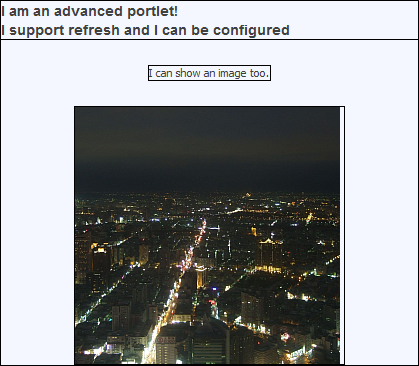 I am an advanced portlet!
I support refresh and I can be configured
I can show an image too.